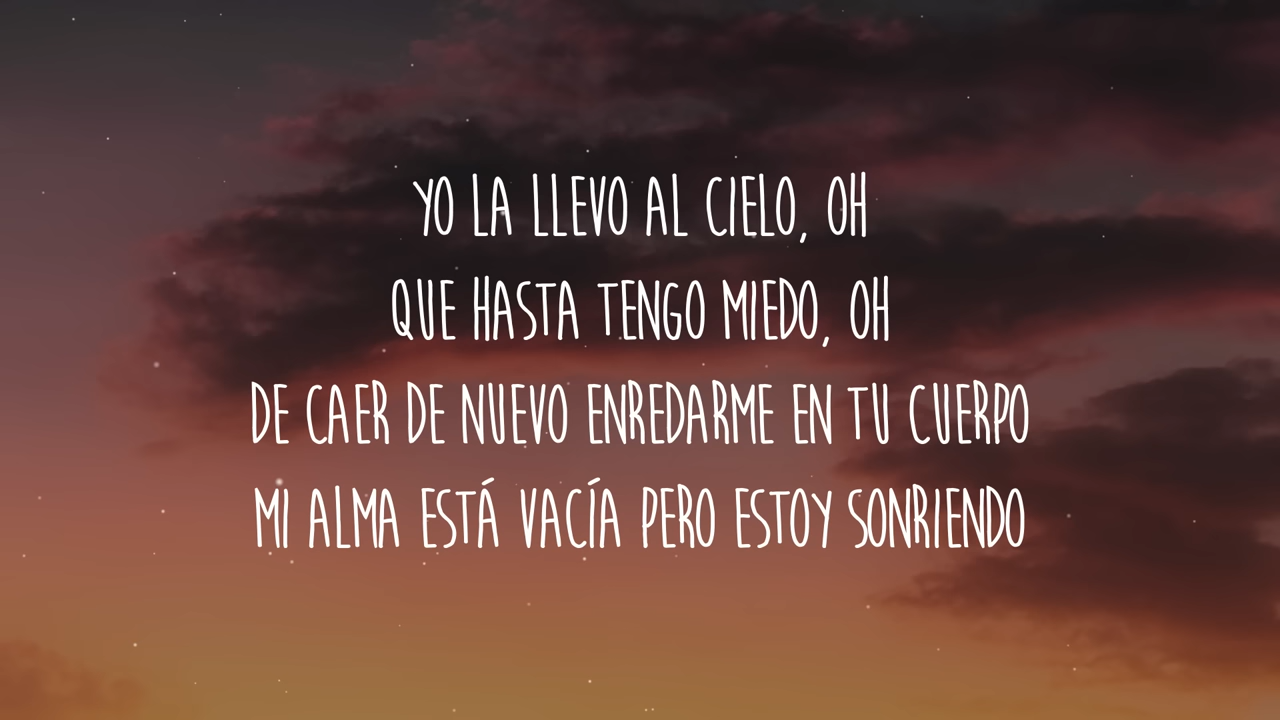 YO LA LLEVO AL CIELO, OH
QUE HASTA TENGO MIEDO, OH
DE CAER DE NUEVO ENREDARME EN TU CUERPO
MI ALMA ESTÁ VACÍA PERO ESTOY SONRIENDO